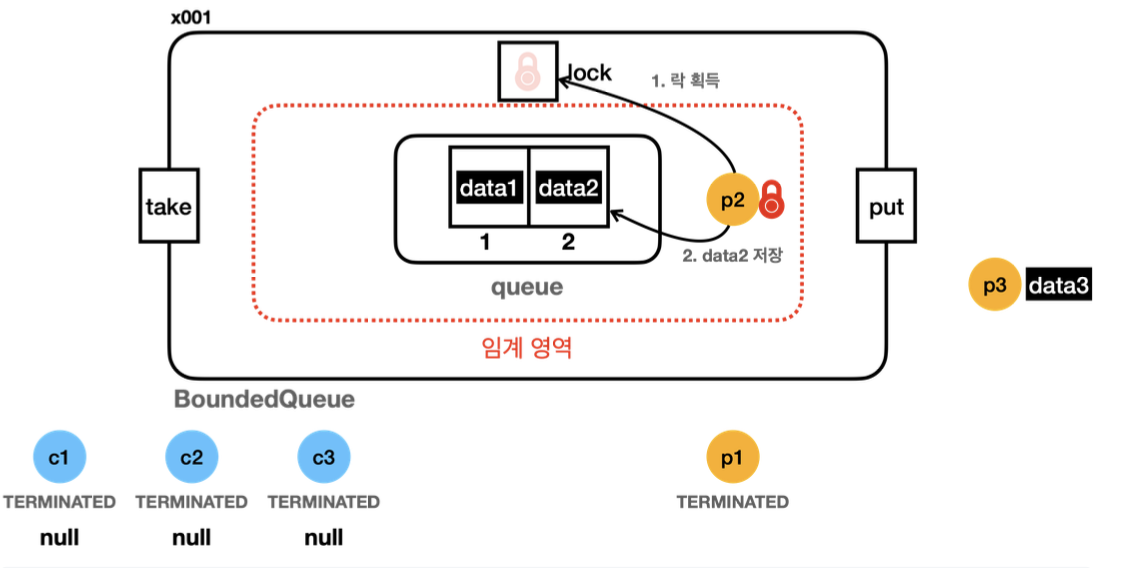 x001
lock
1. 락 획득
take
data1
data2
p2
put
1
2
2. data2 저장
queue
p3
data3
임계 영역
BoundedQueue
c1
c2
c3
p1
TERMINATED
TERMINATED
TERMINATED
TERMINATED
null
null
null